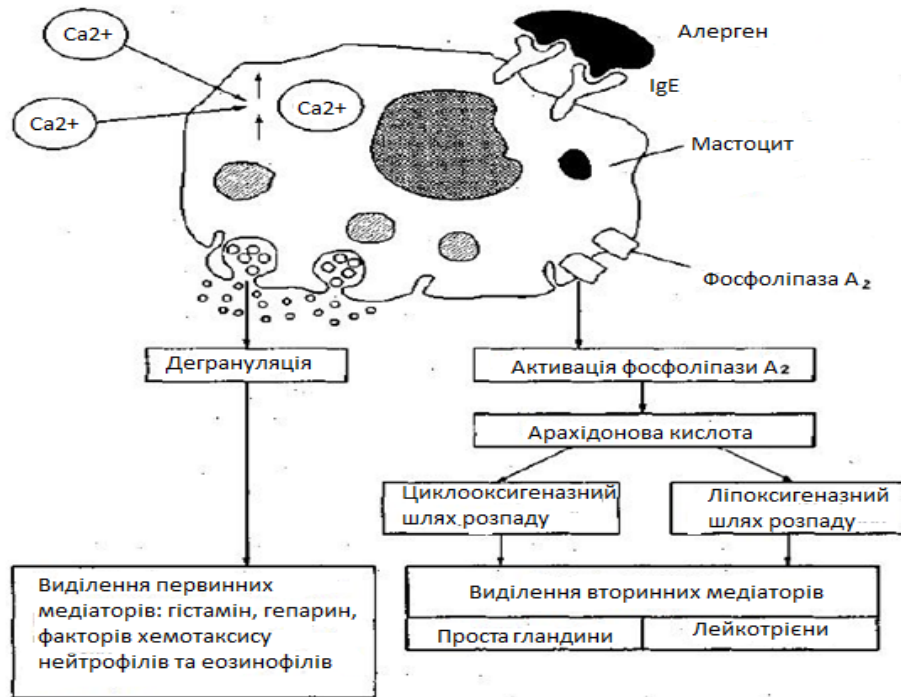 Ca2+
Алерген
IgE
Ca2+
Ca2+
Мастоцит
Фосфоліпаза А₂
Дегрануляція
Активація фосфоліпази А₂
Арахідонова кислота
Циклооксигеназний
шлях розпаду
Ліпоксигеназний
шлях розпаду
Виділення первинних
медіаторів: гістамін, гепарин,
факторів хемотаксису
нейтрофілів та еозинофілів
Виділення вторинних медіаторів
Проста гландини
Лейкотрієни